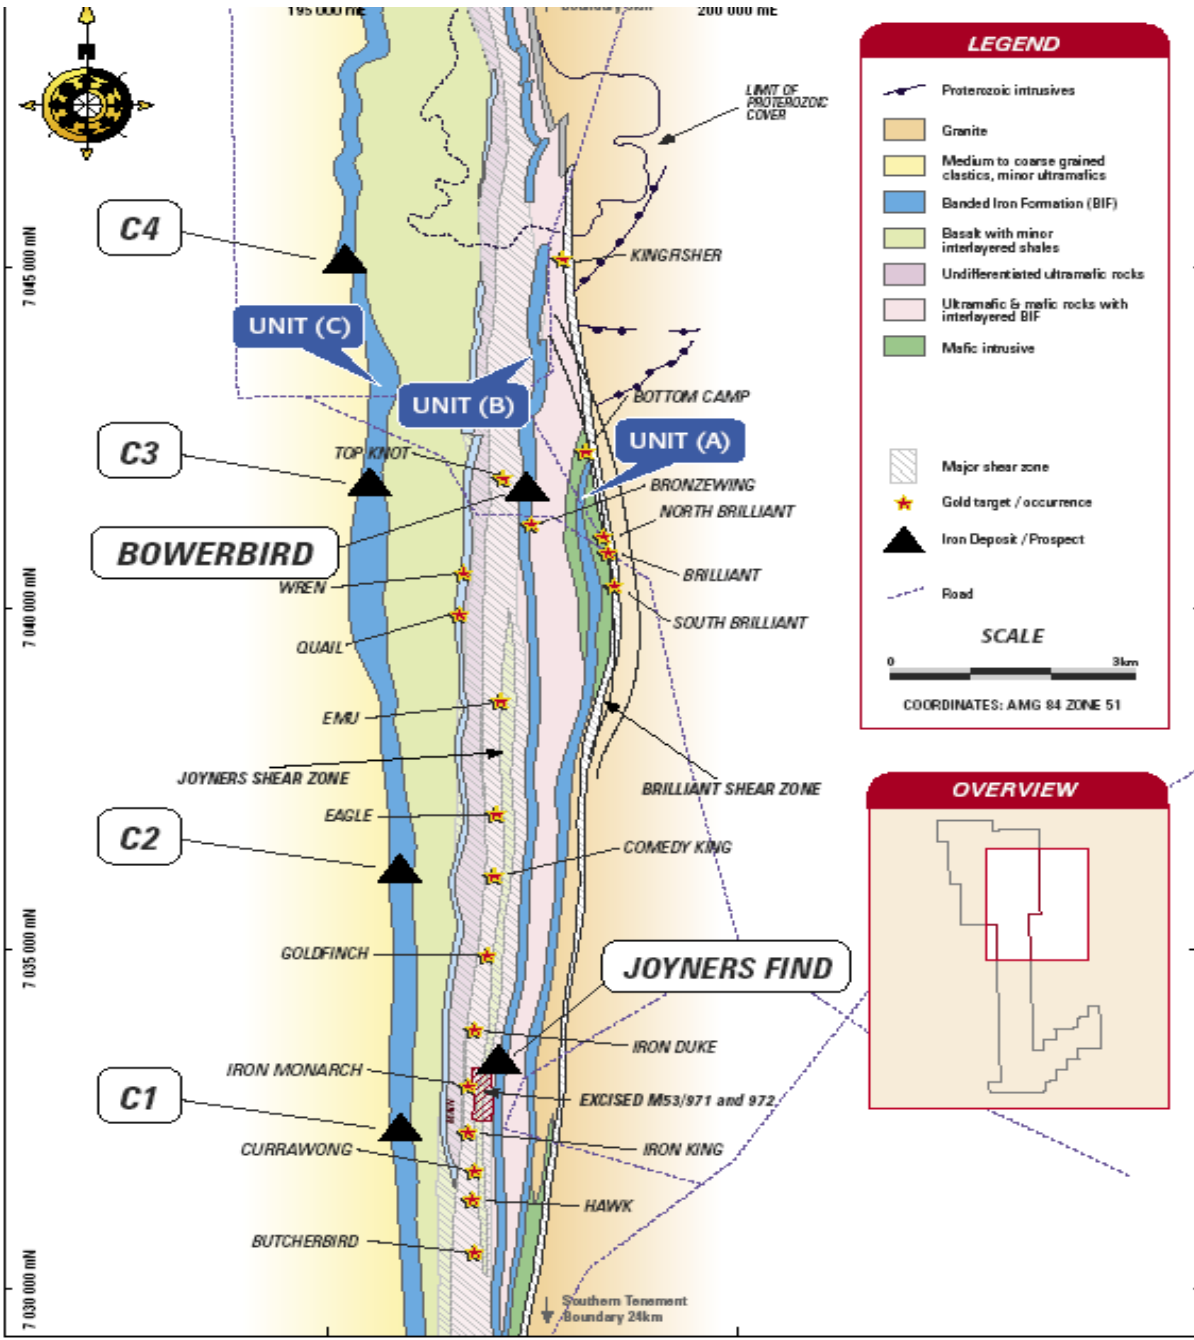 195 000 mE
200 000 mE
LEGEND
Proterozoic intrusives
Granite
Medium to coarse grained
clastics, minor ultramafics
Banded Iron Formation (BIF)
Basalt with minor
interlayered shales
Undifferentiated ultramafic rocks
Ultramafic & mafic rocks with
interlayered BIF
Mafic intrusive
Major shear zone
Gold target / occurrence
Iron Deposit / Prospect
Road
SCALE
0 3km
COORDINATES: AMG 84 ZONE 51
OVERVIEW
LIMIT OF
PROTEROZOIC
COVER
C4
KINGFISHER
7 045 000 mN
UNIT (C)
UNIT (B)
BOTTOM CAMP
UNIT (A)
C3
TOP KNOT
BRONZEWING
NORTH BRILLIANT
BOWERBIRD
BRILLIANT
WREN
7 040 000 mN
SOUTH BRILLIANT
QUAIL
EMU
JOYNERS SHEAR ZONE
BRILLIANT SHEAR ZONE
EAGLE
C2
COMEDY KING
GOLDFINCH
JOYNERS FIND
7 035 000 mN
IRON DUKE
IRON MONARCH
C1
EXCISED M53/971 and 972
IRON KING
CURRAWONG
HAWK
BUTCHERBIRD
7 030 000 mN
Southern Tenement
Boundary 24km